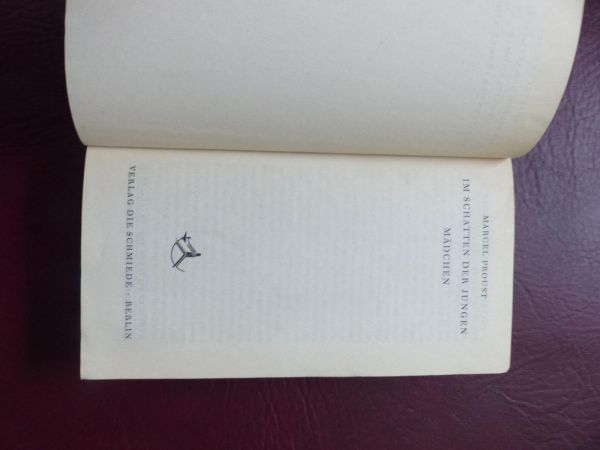 MARCEL PROUST
IM SCHATTEN DER JUNGEN
MÄDCHEN
VERLAG DIE SCHMIEDE · BERLIN